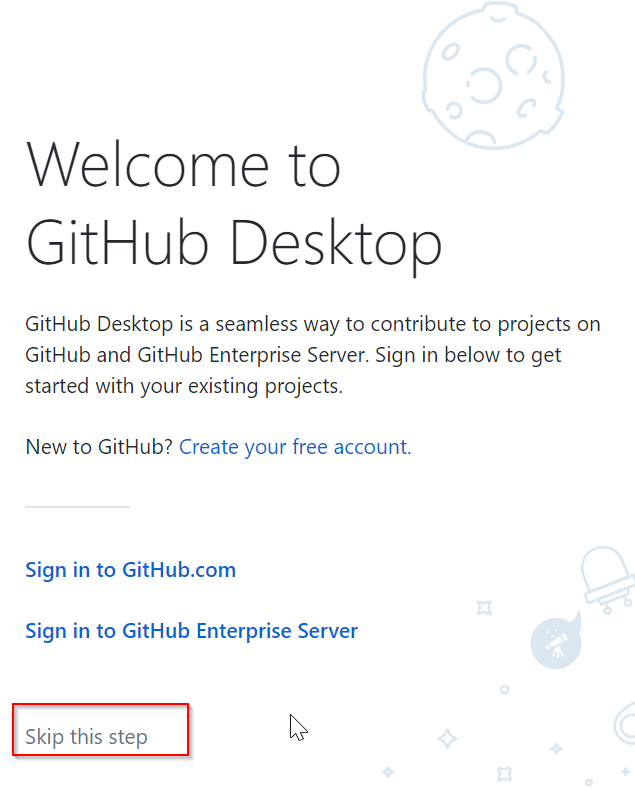 Welcome to
GitHub Desktop
GitHub Desktop is a seamless way to contribute to projects on
GitHub and GitHub Enterprise Server. Sign in below to get
started with your existing projects.
New to GitHub? Create your free account.
Sign in to GitHub.com
Sign in to GitHub Enterprise Server
Skip this step